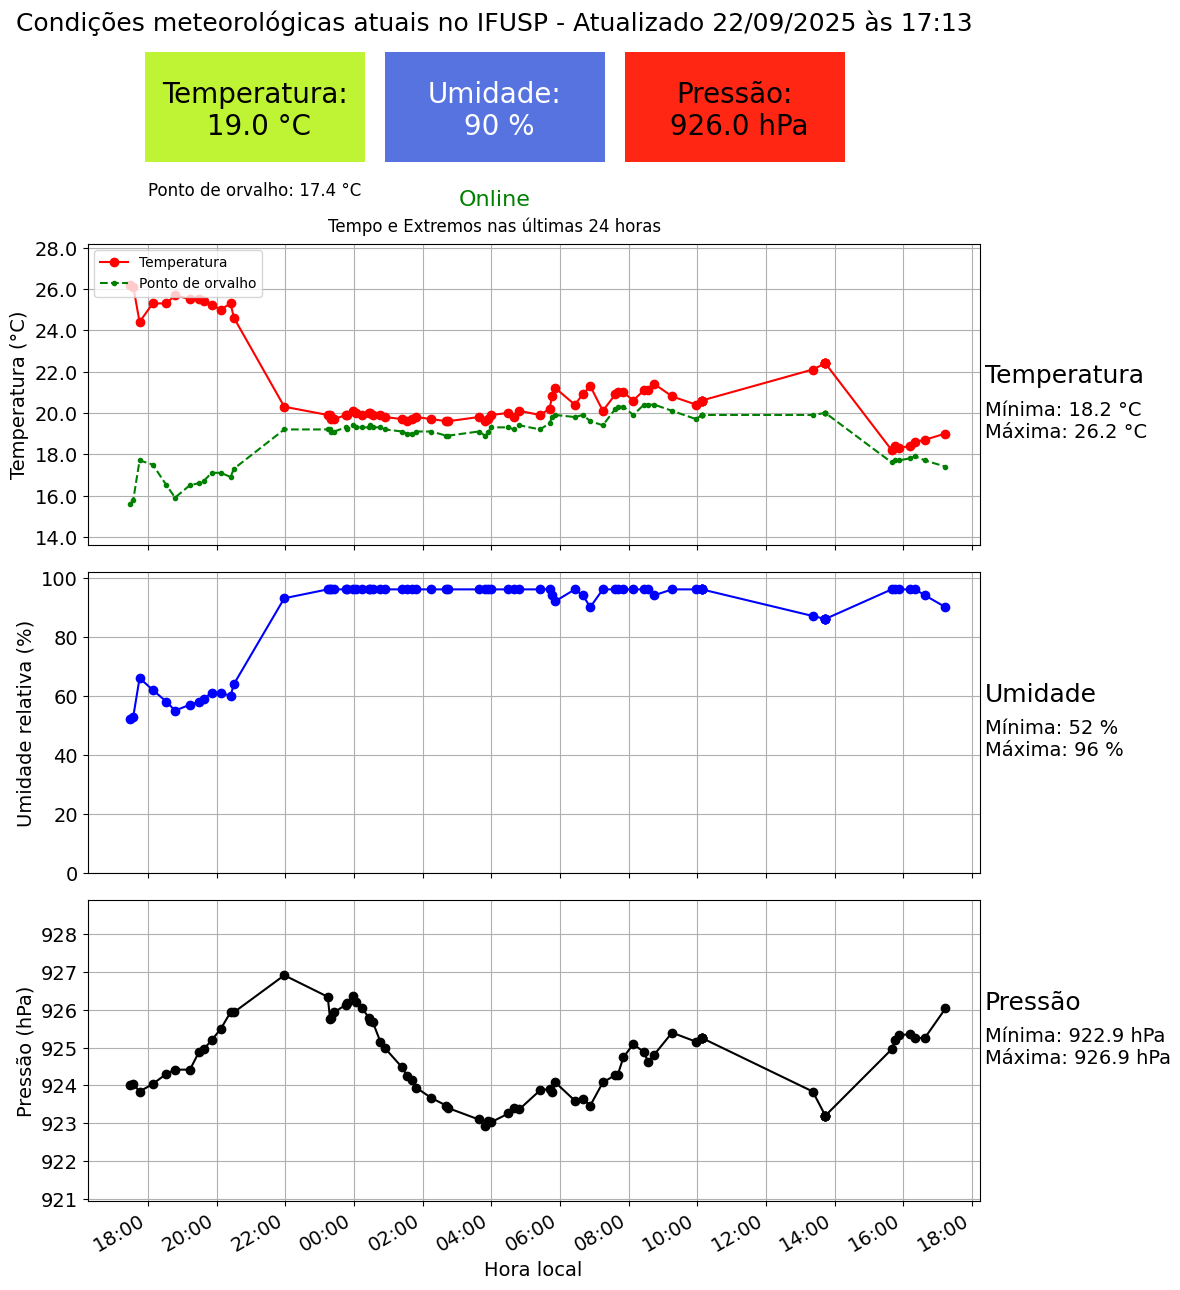 Condições meteorológicas atuais no IFUSP - Atualizado 22/09/2025 às 17:13
Temperatura:
19.0 °C
Umidade:
90 %
Pressão:
926.0 hPa
Ponto de orvalho: 17.4 °C
Online
Tempo e Extremos nas últimas 24 horas
Temperatura
Ponto de orvalho
Temperatura (°C)
28.0
26.0
24.0
22.0
20.0
18.0
16.0
14.0
Temperatura
Mínima: 18.2 °C
Máxima: 26.2 °C
Umidade relativa (%)
100
80
60
40
20
0
Umidade
Mínima: 52 %
Máxima: 96 %
Pressão (hPa)
928
927
926
925
924
923
922
921
Pressão
Mínima: 922.9 hPa
Máxima: 926.9 hPa
18:00 20:00 22:00 00:00 02:00 04:00 06:00 08:00 10:00 12:00 14:00 16:00 18:00
Hora local